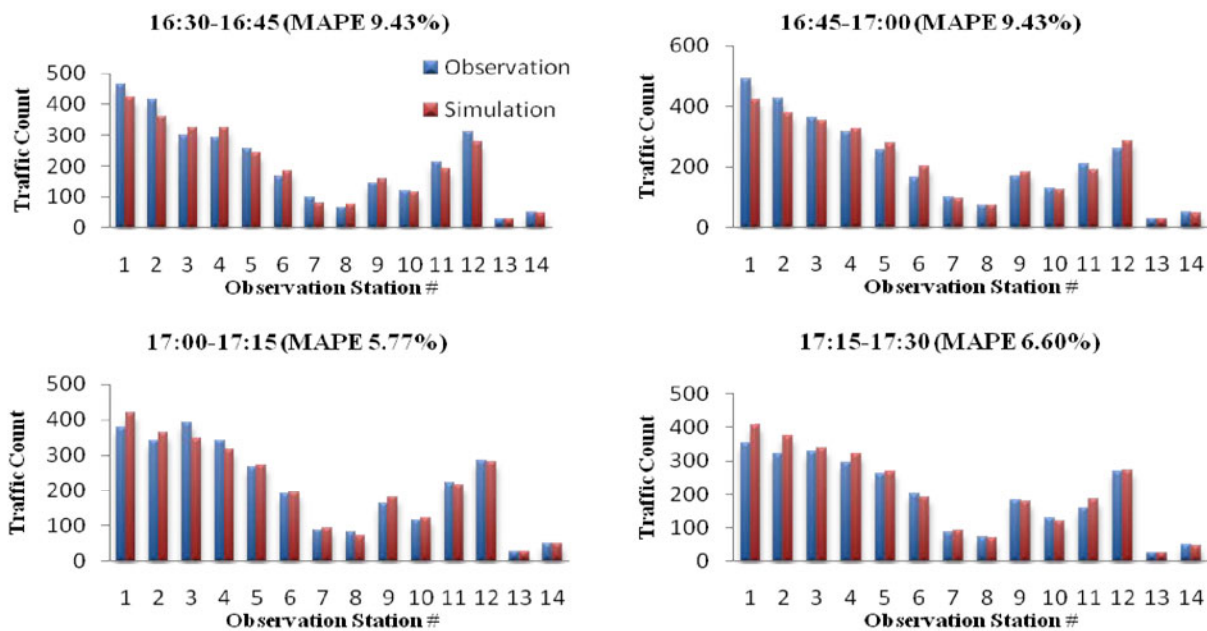 16:30-16:45 (MAPE 9.43%)
Traffic Count
500
400
300
200
100
0
Observation
Simulation
1 2 3 4 5 6 7 8 9 10 11 12 13 14
Observation Station #
16:45-17:00 (MAPE 9.43%)
Traffic Count
600
400
200
0
1 2 3 4 5 6 7 8 9 10 11 12 13 14
Observation Station #
17:00-17:15 (MAPE 5.77%)
Traffic Count
500
400
300
200
100
0
1 2 3 4 5 6 7 8 9 10 11 12 13 14
Observation Station #
17:15-17:30 (MAPE 6.60%)
Traffic Count
500
400
300
200
100
0
1 2 3 4 5 6 7 8 9 10 11 12 13 14
Observation Station #